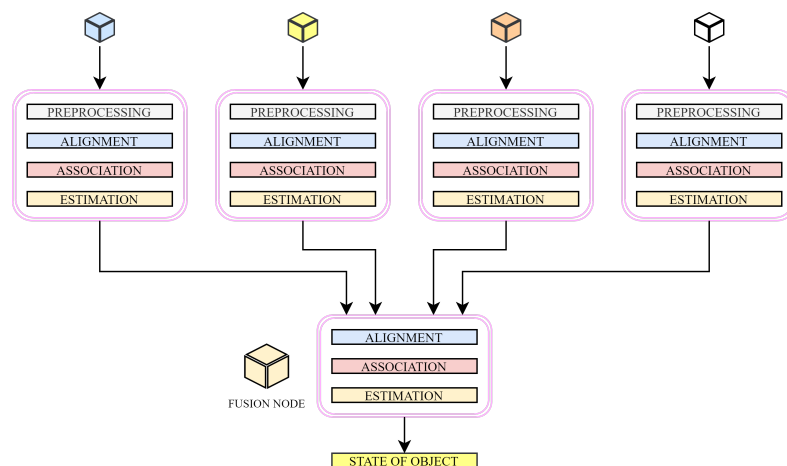 PREPROCESSING PREPROCESSING PREPROCESSING PREPROCESSING
ALIGNMENT ALIGNMENT ALIGNMENT ALIGNMENT
ASSOCIATION ASSOCIATION ASSOCIATION ASSOCIATION
ESTIMATION ESTIMATION ESTIMATION ESTIMATION
ALIGNMENT
ASSOCIATION
ESTIMATION
FUSION NODE
STATE OF OBJECT